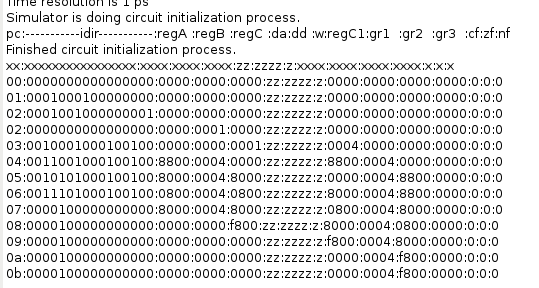 Time resolution is 1 ps
Simulator is doing circuit initialization process.
pc:-----------idir-----------:regA :regB :regC :da:dd :w:regC1:gr1  :gr2  :gr3  :cf:zf:nf
Finished circuit initialization process.
xx:xxxxxxxxxxxxxxxx:xxxx:xxxx:xxxx:zz:zzzz:z:xxxx:xxxx:xxxx:xxxx:x:x:x
00:0000000000000000:0000:0000:0000:zz:zzzz:z:0000:0000:0000:0000:0:0:0
01:0001000100000000:0000:0000:0000:zz:zzzz:z:0000:0000:0000:0000:0:0:0
02:0001001000000001:0000:0000:0000:zz:zzzz:z:0000:0000:0000:0000:0:0:0
02:0000000000000000:0000:0001:0000:zz:zzzz:z:0000:0000:0000:0000:0:0:0
03:0010001000100100:0000:0000:0001:zz:zzzz:z:0004:0000:0000:0000:0:0:0
04:0011001000100100:8800:0004:0000:zz:zzzz:z:8800:0004:0000:0000:0:0:0
05:0010101000100100:8000:0004:8000:zz:zzzz:z:0000:0004:8800:0000:0:0:0
06:0011101000100100:0800:0004:0800:zz:zzzz:z:8000:0004:8800:0000:0:0:0
07:0000100000000000:8000:0004:8000:zz:zzzz:z:0800:0004:8000:0000:0:0:0
08:0000100000000000:0000:0000:f800:zz:zzzz:z:8000:0004:0800:0000:0:0:0
09:0000100000000000:0000:0000:0000:zz:zzzz:z:f800:0004:8000:0000:0:0:0
0a:0000100000000000:0000:0000:0000:zz:zzzz:z:0000:0004:f800:0000:0:0:0
0b:0000100000000000:0000:0000:0000:zz:zzzz:z:0000:0004:f800:0000:0:0:0